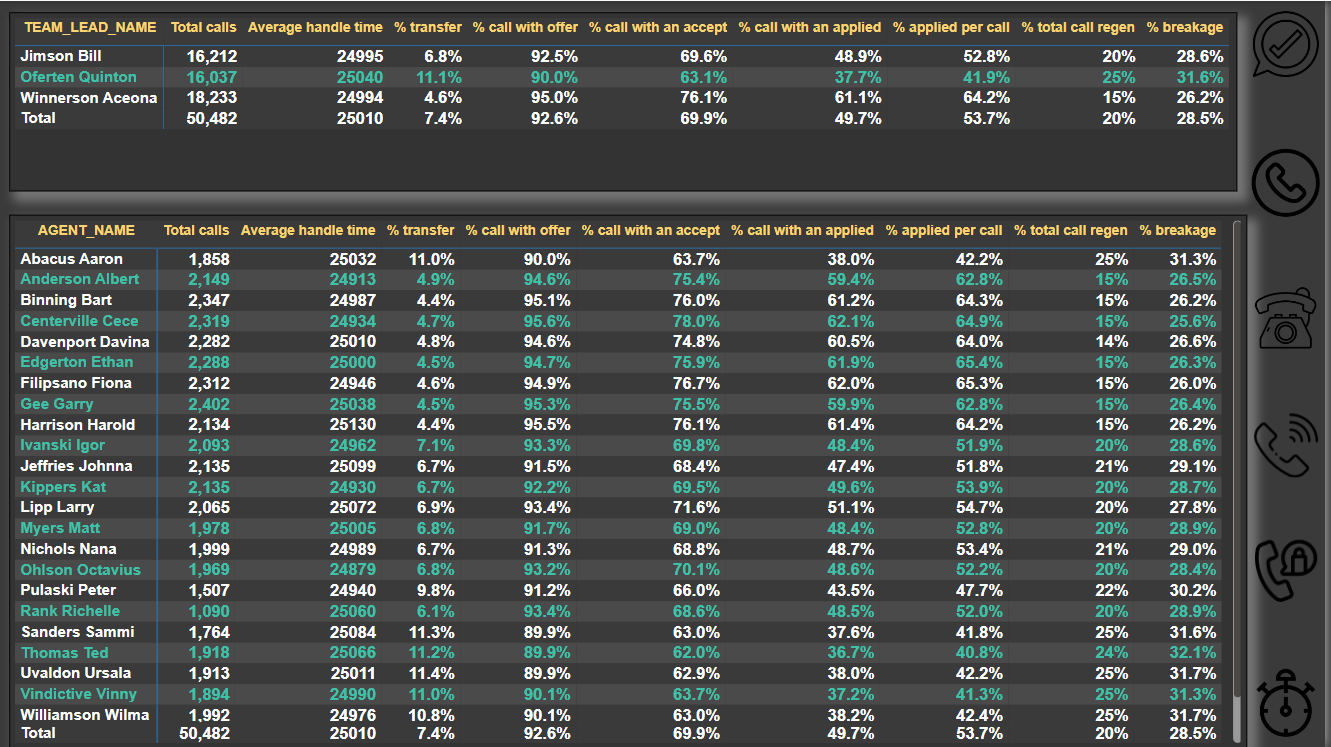 TEAM_LEAD_NAME Total calls Average handle time % transfer % call with offer % call with an accept % call with an applied % applied per call % total call regen % breakage
Jimson Bill 16,212 24995 6.8% 92.5% 69.6% 48.9% 52.8% 20% 28.6%
Oferten Quinton 16,037 25040 11.1% 90.0% 63.1% 37.7% 41.9% 25% 31.6%
Winnerson Aceona 18,233 24994 4.6% 95.0% 76.1% 61.1% 64.2% 15% 26.2%
Total 50,482 25010 7.4% 92.6% 69.9% 49.7% 53.7% 20% 28.5%
AGENT_NAME Total calls Average handle time % transfer % call with offer % call with an accept % call with an applied % applied per call % total call regen % breakage
Abacus Aaron 1,858 25032 11.0% 90.0% 63.7% 38.0% 42.2% 25% 31.3%
Anderson Albert 2,149 24913 4.9% 94.6% 75.4% 59.4% 62.8% 15% 26.5%
Binning Bart 2,347 24987 4.4% 95.1% 76.0% 61.2% 64.3% 15% 26.2%
Centerville Cece 2,319 24934 4.7% 95.6% 78.0% 62.1% 64.9% 15% 25.6%
Davenport Davina 2,282 25010 4.8% 94.6% 74.8% 60.5% 64.0% 14% 26.6%
Edgerton Ethan 2,288 25000 4.5% 94.7% 75.9% 61.9% 65.4% 15% 26.3%
Filipsano Fiona 2,312 24946 4.6% 94.9% 76.7% 62.0% 65.3% 15% 26.0%
Gee Garry 2,402 25038 4.5% 95.3% 75.5% 59.9% 62.8% 15% 26.4%
Harrison Harold 2,134 25130 4.4% 95.5% 76.1% 61.4% 64.2% 15% 26.2%
Ivanski Igor 2,093 24962 7.1% 93.3% 69.8% 48.4% 51.9% 20% 28.6%
Jeffries Johnna 2,135 25099 6.7% 91.5% 68.4% 47.4% 51.8% 21% 29.1%
Kippers Kat 2,135 24930 6.7% 92.2% 69.5% 49.6% 53.9% 20% 28.7%
Lipp Larry 2,065 25072 6.9% 93.4% 71.6% 51.1% 54.7% 20% 27.8%
Myers Matt 1,978 25005 6.8% 91.7% 69.0% 48.4% 52.8% 20% 28.9%
Nichols Nana 1,999 24989 6.7% 91.3% 68.8% 48.7% 53.4% 21% 29.0%
Ohlson Octavius 1,969 24879 6.8% 93.2% 70.1% 48.6% 52.2% 20% 28.4%
Pulaski Peter 1,507 24940 9.8% 91.2% 66.0% 43.5% 47.7% 22% 30.2%
Rank Richelle 1,090 25060 6.1% 93.4% 68.6% 48.5% 52.0% 20% 28.9%
Sanders Sammi 1,764 25084 11.3% 89.9% 63.0% 37.6% 41.8% 25% 31.6%
Thomas Ted 1,918 25066 11.2% 89.9% 62.0% 36.7% 40.8% 24% 32.1%
Uvaldon Ursala 1,913 25011 11.4% 89.9% 62.9% 38.0% 42.2% 25% 31.7%
Vindictive Vinny 1,894 24990 11.0% 90.1% 63.7% 37.2% 41.3% 25% 31.3%
Williamson Wilma 1,992 24976 10.8% 90.1% 63.0% 38.2% 42.4% 25% 31.7%
Total 50,482 25010 7.4% 92.6% 69.9% 49.7% 53.7% 20% 28.5%